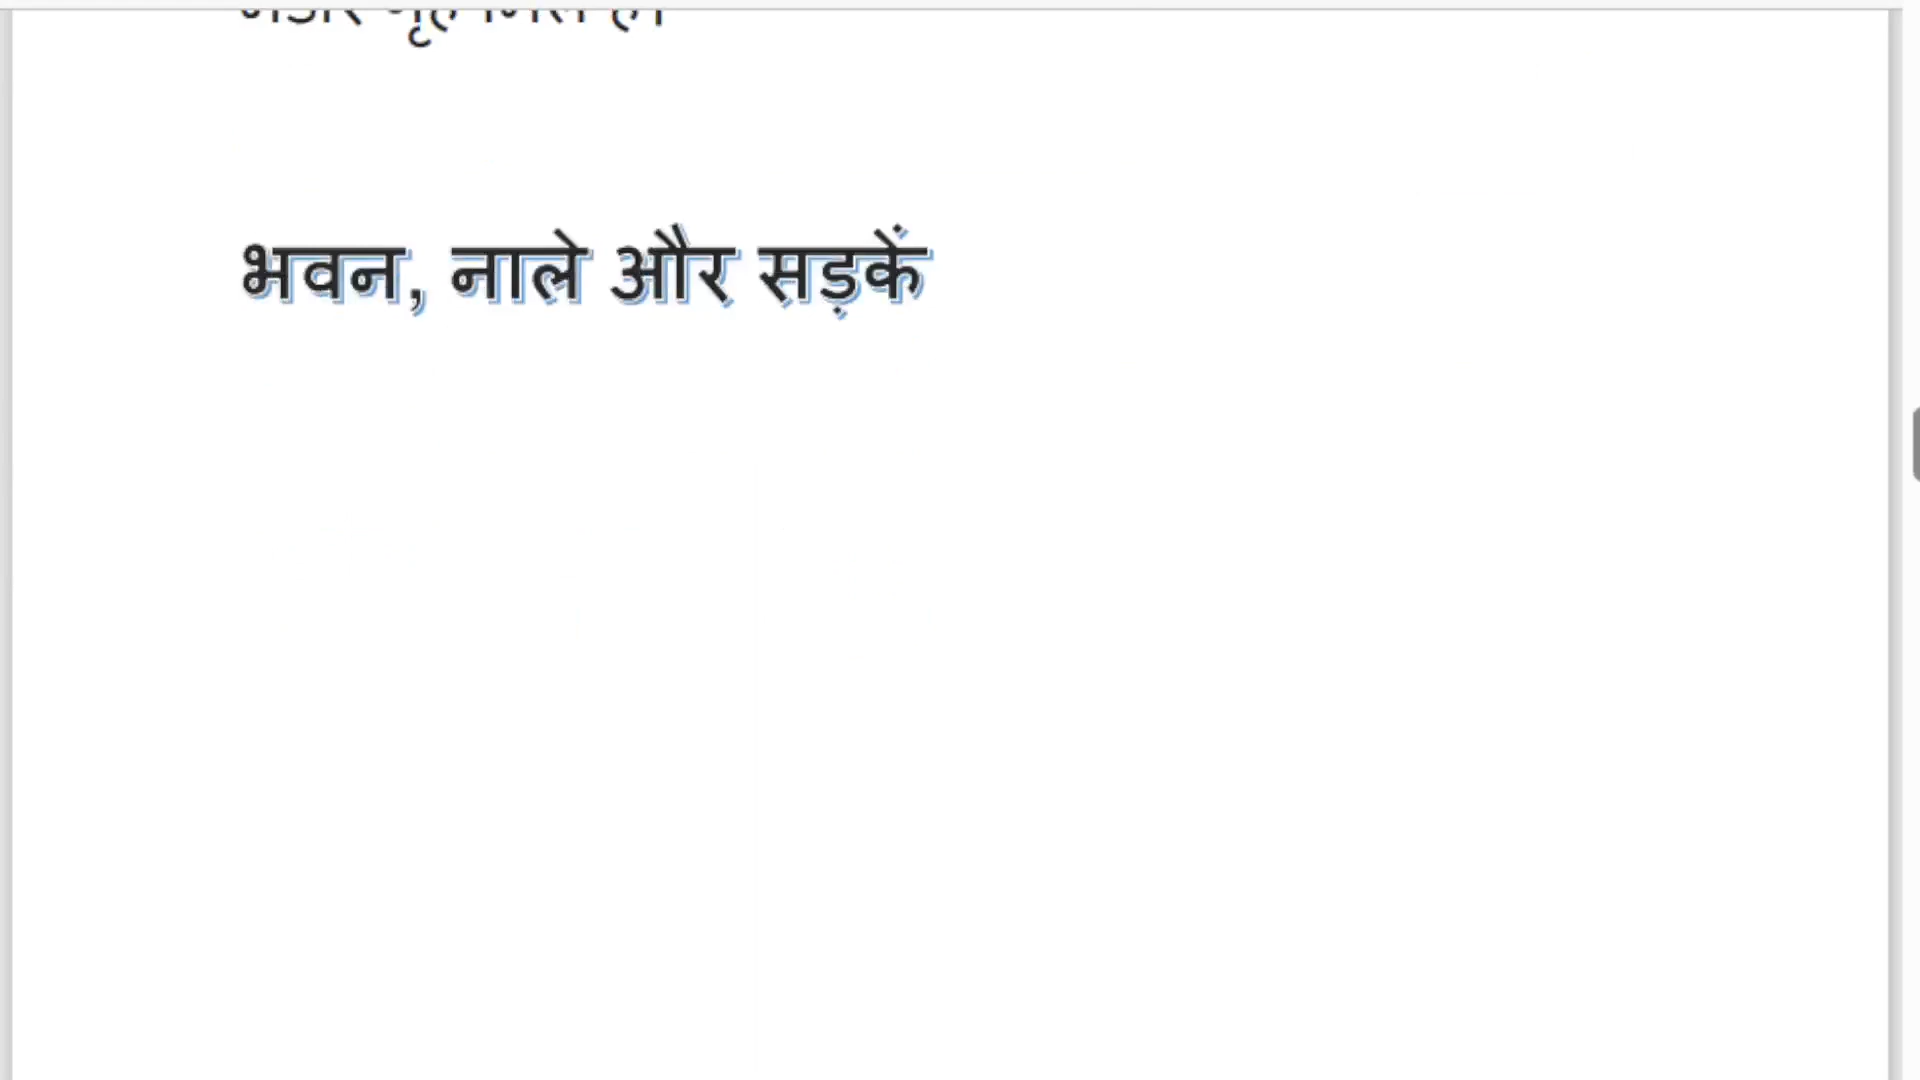 भंडार गृह मिले हैं।
भवन, नाले और सड़कें